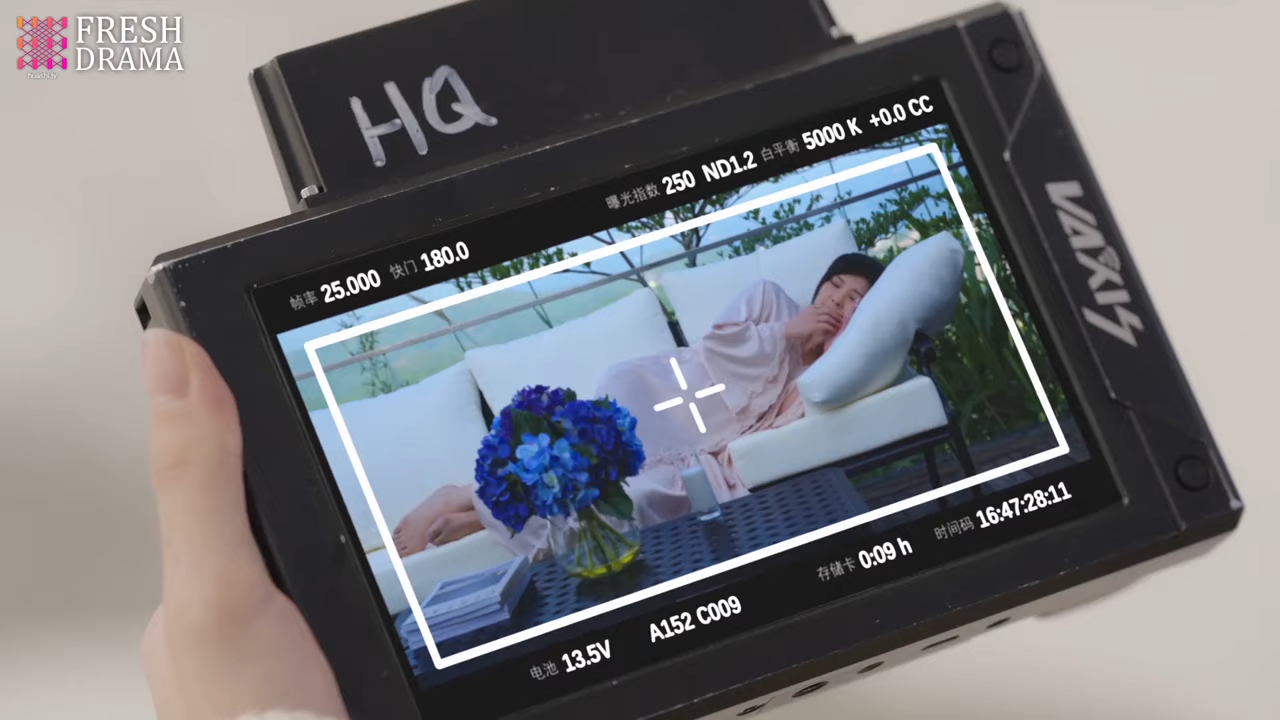 FRESH
DRAMA
huashi.tv
HQ
帧率 25.000 快门 180.0 曝光指数 250 ND1.2 白平衡 5000 K +0.0 CC
VAXIS
电池 13.5V A152 C009 存储卡 0:09 h 时间码 16:47:28:11